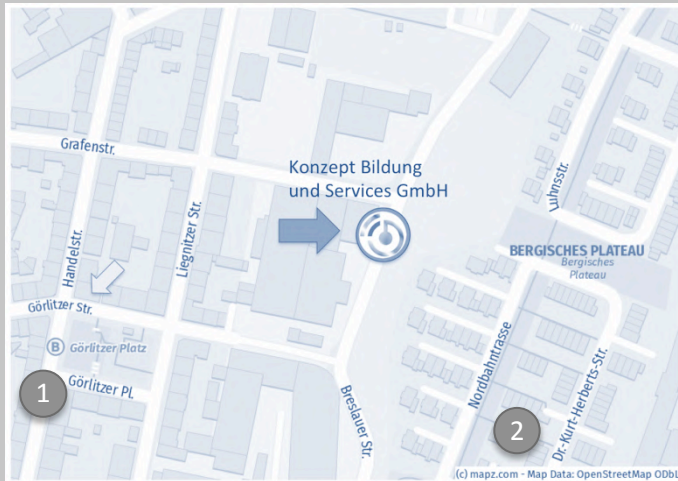 Grafenstr.
Konzept Bildung
und Services GmbH
Luhnsstr.
Liegnitzer Str.
Handelstr.
BERGISCHES PLATEAU
Bergisches
Plateau
Görlitzer Str.
B Görlitzer Platz
Nordbahntrasse
1
Görlitzer Pl.
Breslauer Str.
2
Dr.-Kurt-Herberts-Str.
(c) mapz.com - Map Data: OpenStreetMap ODbL